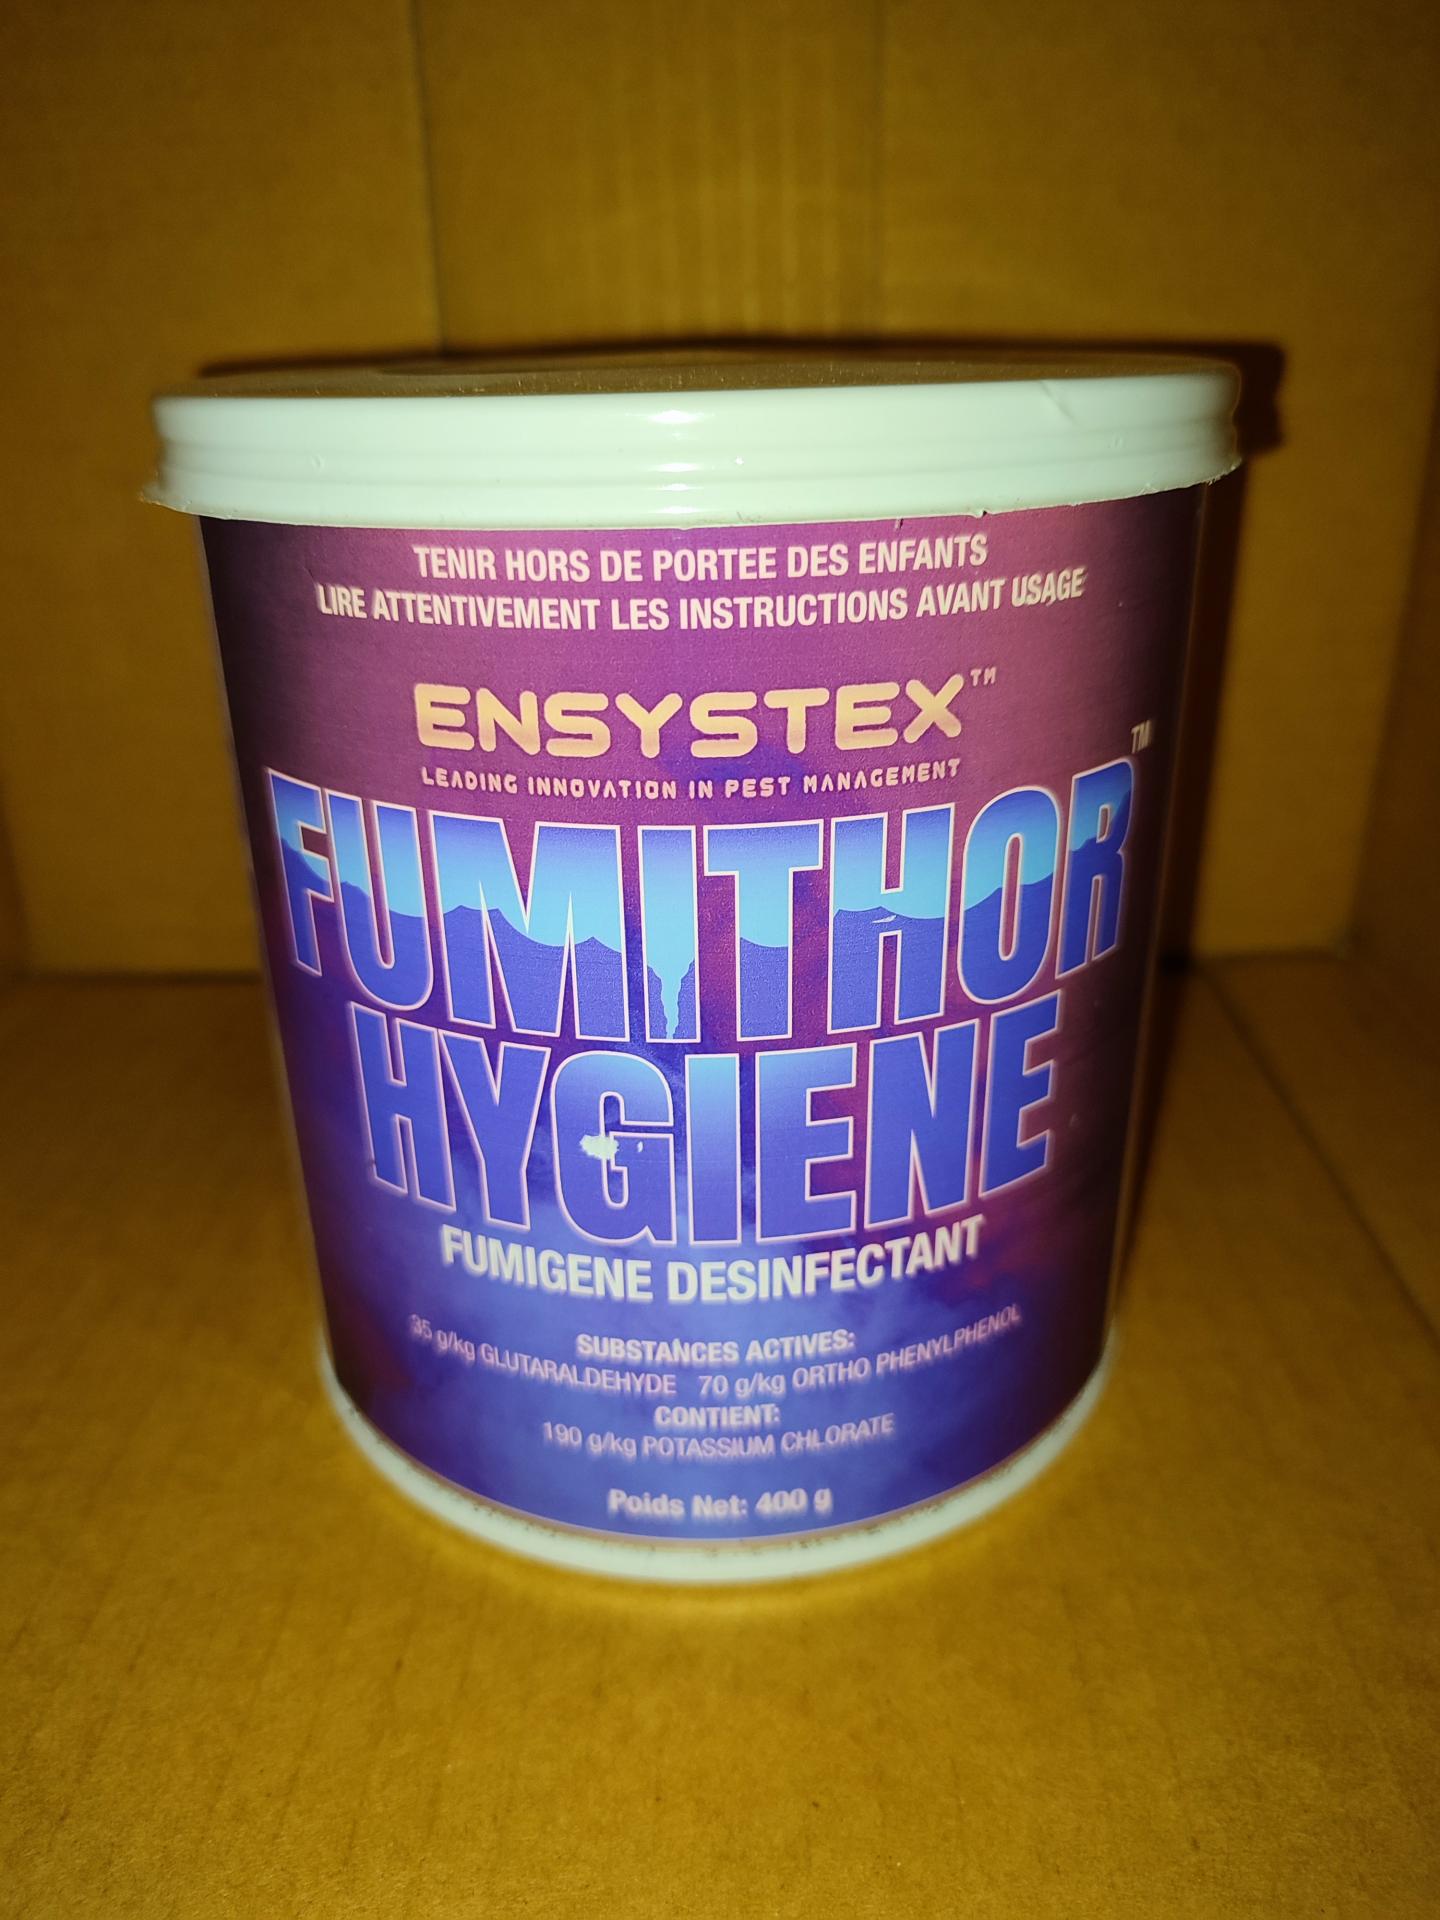 TENIR HORS DE PORTEE DES ENFANTS
LIRE ATTENTIVEMENT LES INSTRUCTIONS AVANT USAGE
ENSYSTEX™
LEADING INNOVATION IN PEST MANAGEMENT
FUMITHOR™
HYGIENE
FUMIGENE DESINFECTANT
SUBSTANCES ACTIVES:
35 g/kg GLUTARALDEHYDE 70 g/kg ORTHO PHENYLPHENOL
CONTIENT:
190 g/kg POTASSIUM CHLORATE
Poids Net: 400 g